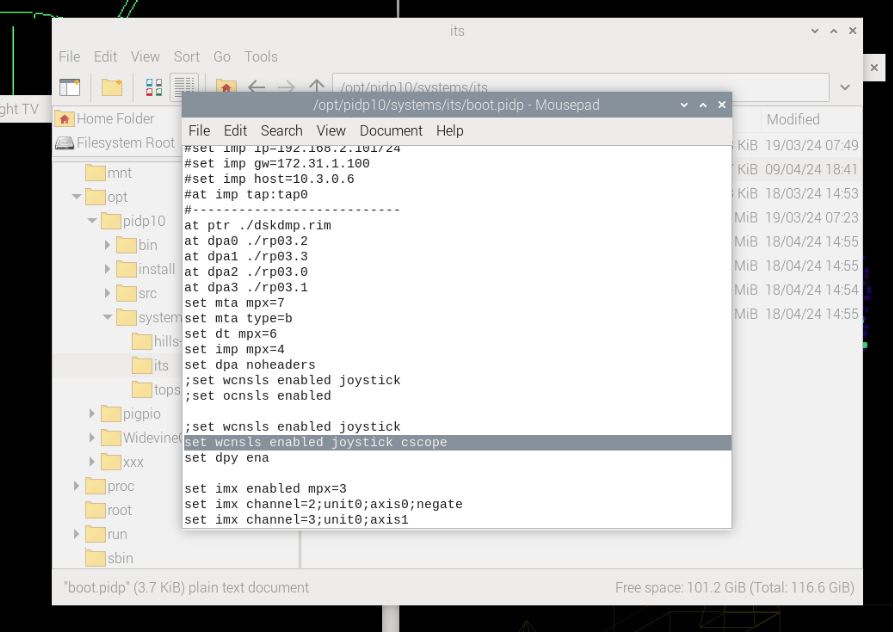 its
File Edit View Sort Go Tools
/opt/pidp10/systems/its
ght TV
Home Folder
Filesystem Root
mnt
opt
pidp10
bin
install
src
system
hills-
its
tops
pigpio
Widevine
xxx
proc
root
run
sbin
/opt/pidp10/systems/its/boot.pidp - Mousepad
File Edit Search View Document Help
#set imp ip=192.168.2.101/24
#set imp gw=172.31.1.100
#set imp host=10.3.0.6
#at imp tap:tap0
#---------------------------
at ptr ./dskdmp.rim
at dpa0 ./rp03.2
at dpa1 ./rp03.3
at dpa2 ./rp03.0
at dpa3 ./rp03.1
set mta mpx=7
set mta type=b
set dt mpx=6
set imp mpx=4
set dpa noheaders
;set wcnsls enabled joystick
;set ocnsls enabled
;set wcnsls enabled joystick
set wcnsls enabled joystick cscope
set dpy ena
set imx enabled mpx=3
set imx channel=2;unit0;axis0;negate
set imx channel=3;unit0;axis1
Modified
KiB 19/03/24 07:49
KiB 09/04/24 18:41
KiB 18/03/24 14:53
MiB 19/03/24 07:23
MiB 18/04/24 14:55
MiB 18/04/24 14:55
MiB 18/04/24 14:54
MiB 18/04/24 14:55
"boot.pidp" (3.7 KiB) plain text document
Free space: 101.2 GiB (Total: 116.6 GiB)